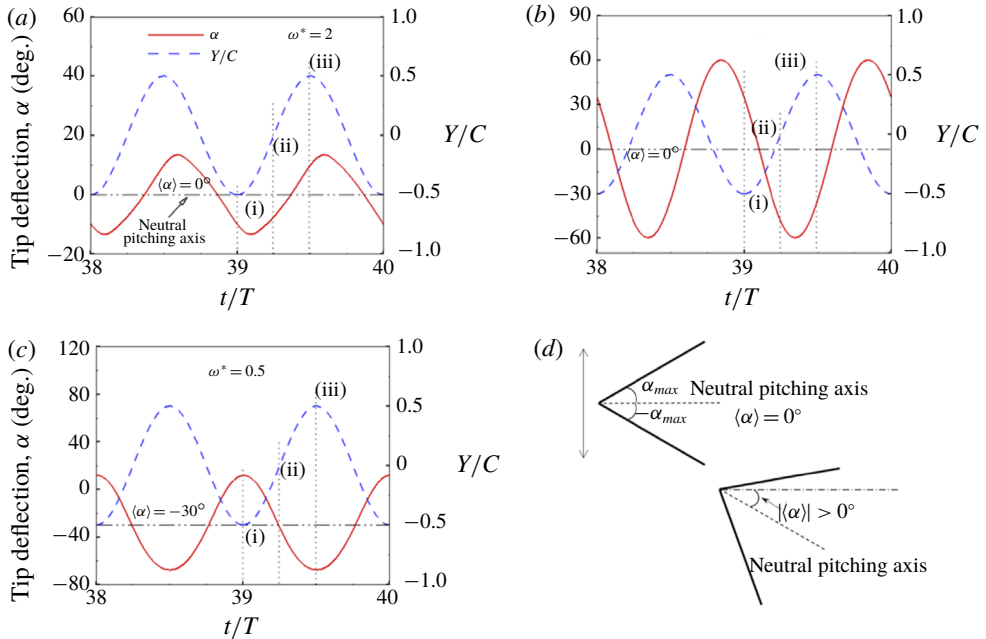 (a)
60
40
20
0
−20
38
39
40
t/T
Tip deflection, α (deg.)
1.0
0.5
0
−0.5
−1.0
Y/C
α
Y/C
ω* = 2
(iii)
(ii)
(i)
⟨α⟩ = 0°
Neutral
pitching axis
(b)
90
60
30
0
−30
−60
38
39
40
t/T
1.0
0.5
0
−0.5
−1.0
Y/C
(iii)
(ii)
(i)
⟨α⟩ = 0°
(c)
120
80
40
0
−40
−80
38
39
40
t/T
Tip deflection, α (deg.)
1.0
0.5
0
−0.5
−1.0
Y/C
ω* = 0.5
(iii)
(ii)
(i)
⟨α⟩ = −30°
(d)
αmax
−αmax
Neutral pitching axis
⟨α⟩ = 0°
|⟨α⟩| > 0°
Neutral pitching axis